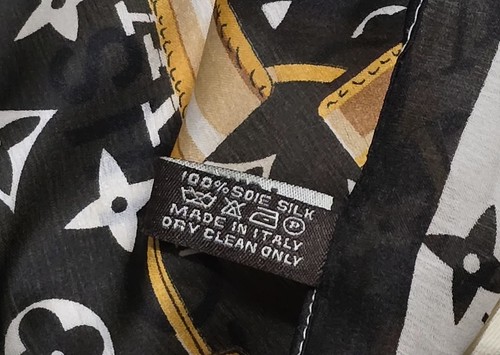 100% SOIE SILK
MADE IN ITALY
DRY CLEAN ONLY